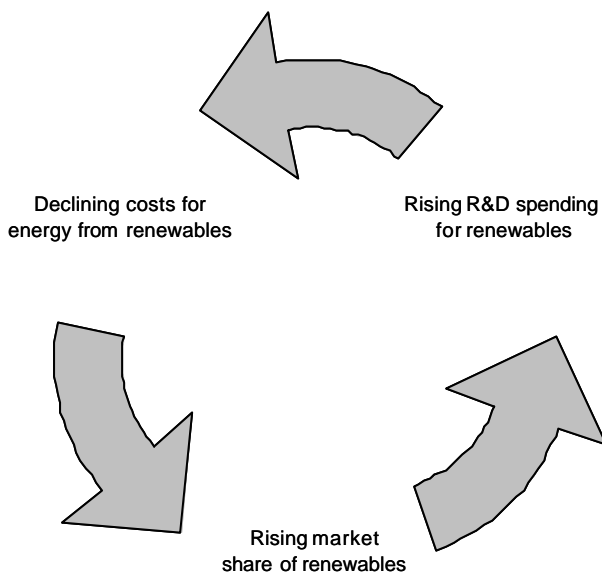 Declining costs for
energy from renewables
Rising R&D spending
for renewables
Rising market
share of renewables